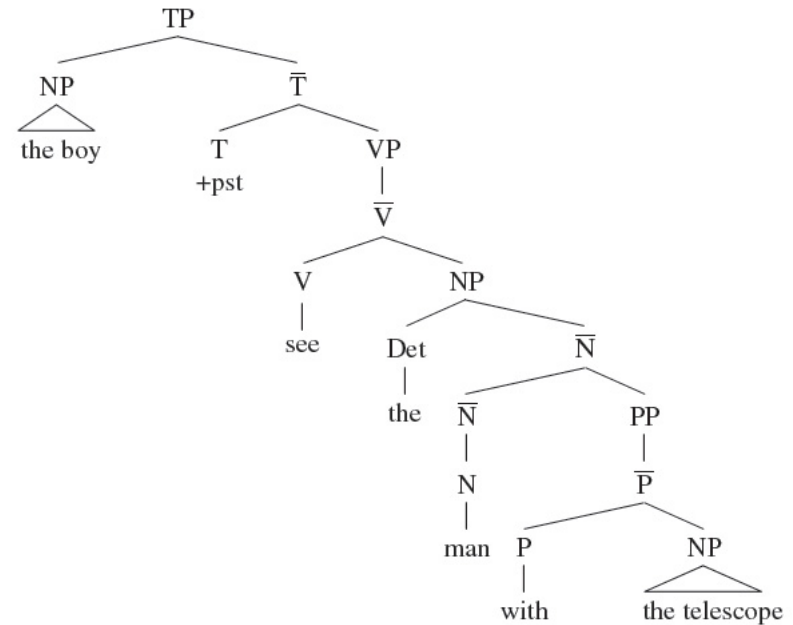 TP
NP T̅
the boy T VP
+pst
V̅
V NP
see Det N̅
the N̅ PP
N P̅
man P NP
with the telescope